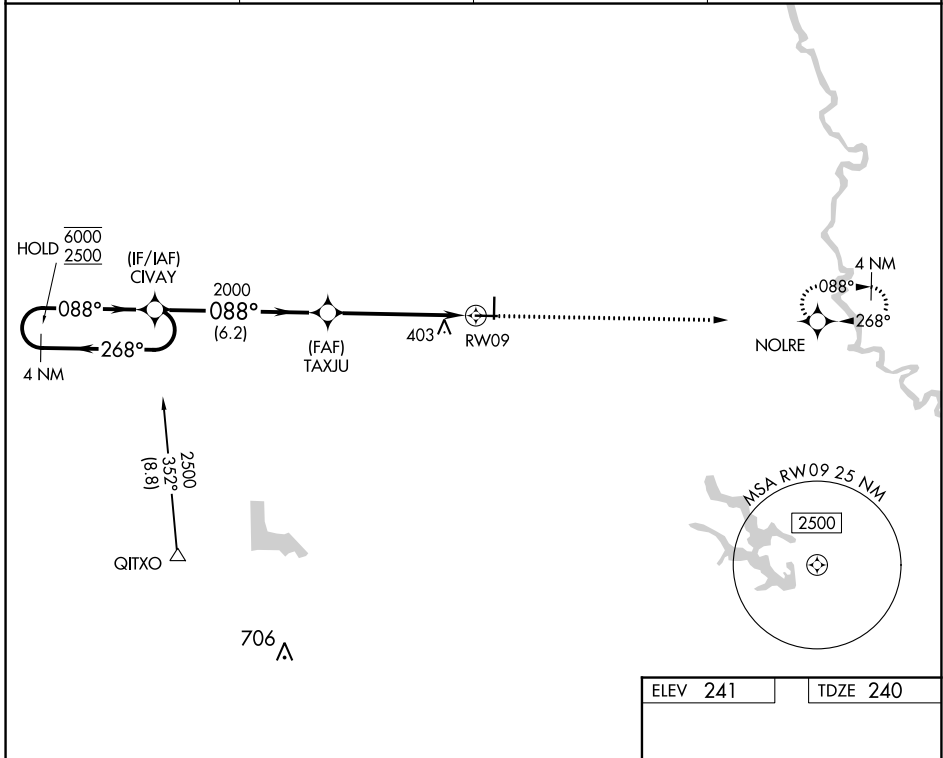 HOLD 6000
2500
(IF/IAF)
CIVAY
088°
268°
4 NM
2000
088°
(6.2)
(FAF)
TAXJU
403
RW09
4 NM
088°
268°
NOLRE
2500
352°
(8.8)
QITXO
706
MSA RW09 25 NM
2500
ELEV 241
TDZE 240